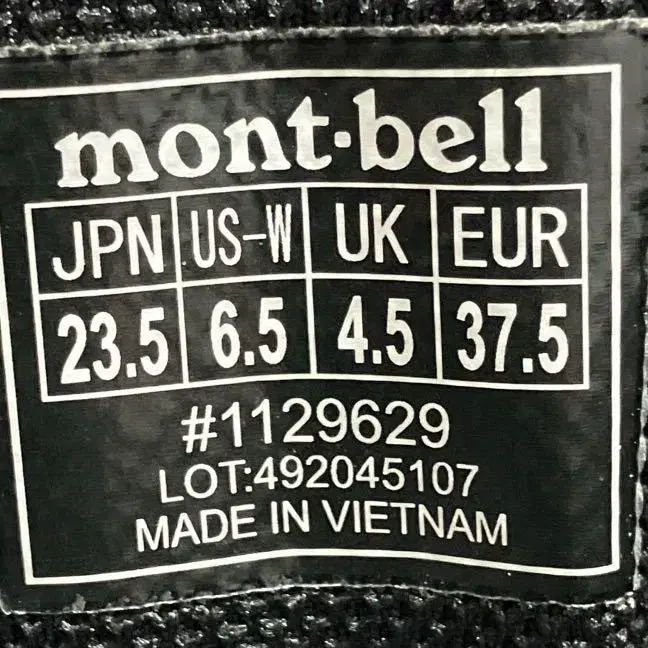 mont·bell
JPN US-W UK EUR
23.5 6.5 4.5 37.5
#1129629
LOT:492045107
MADE IN VIETNAM